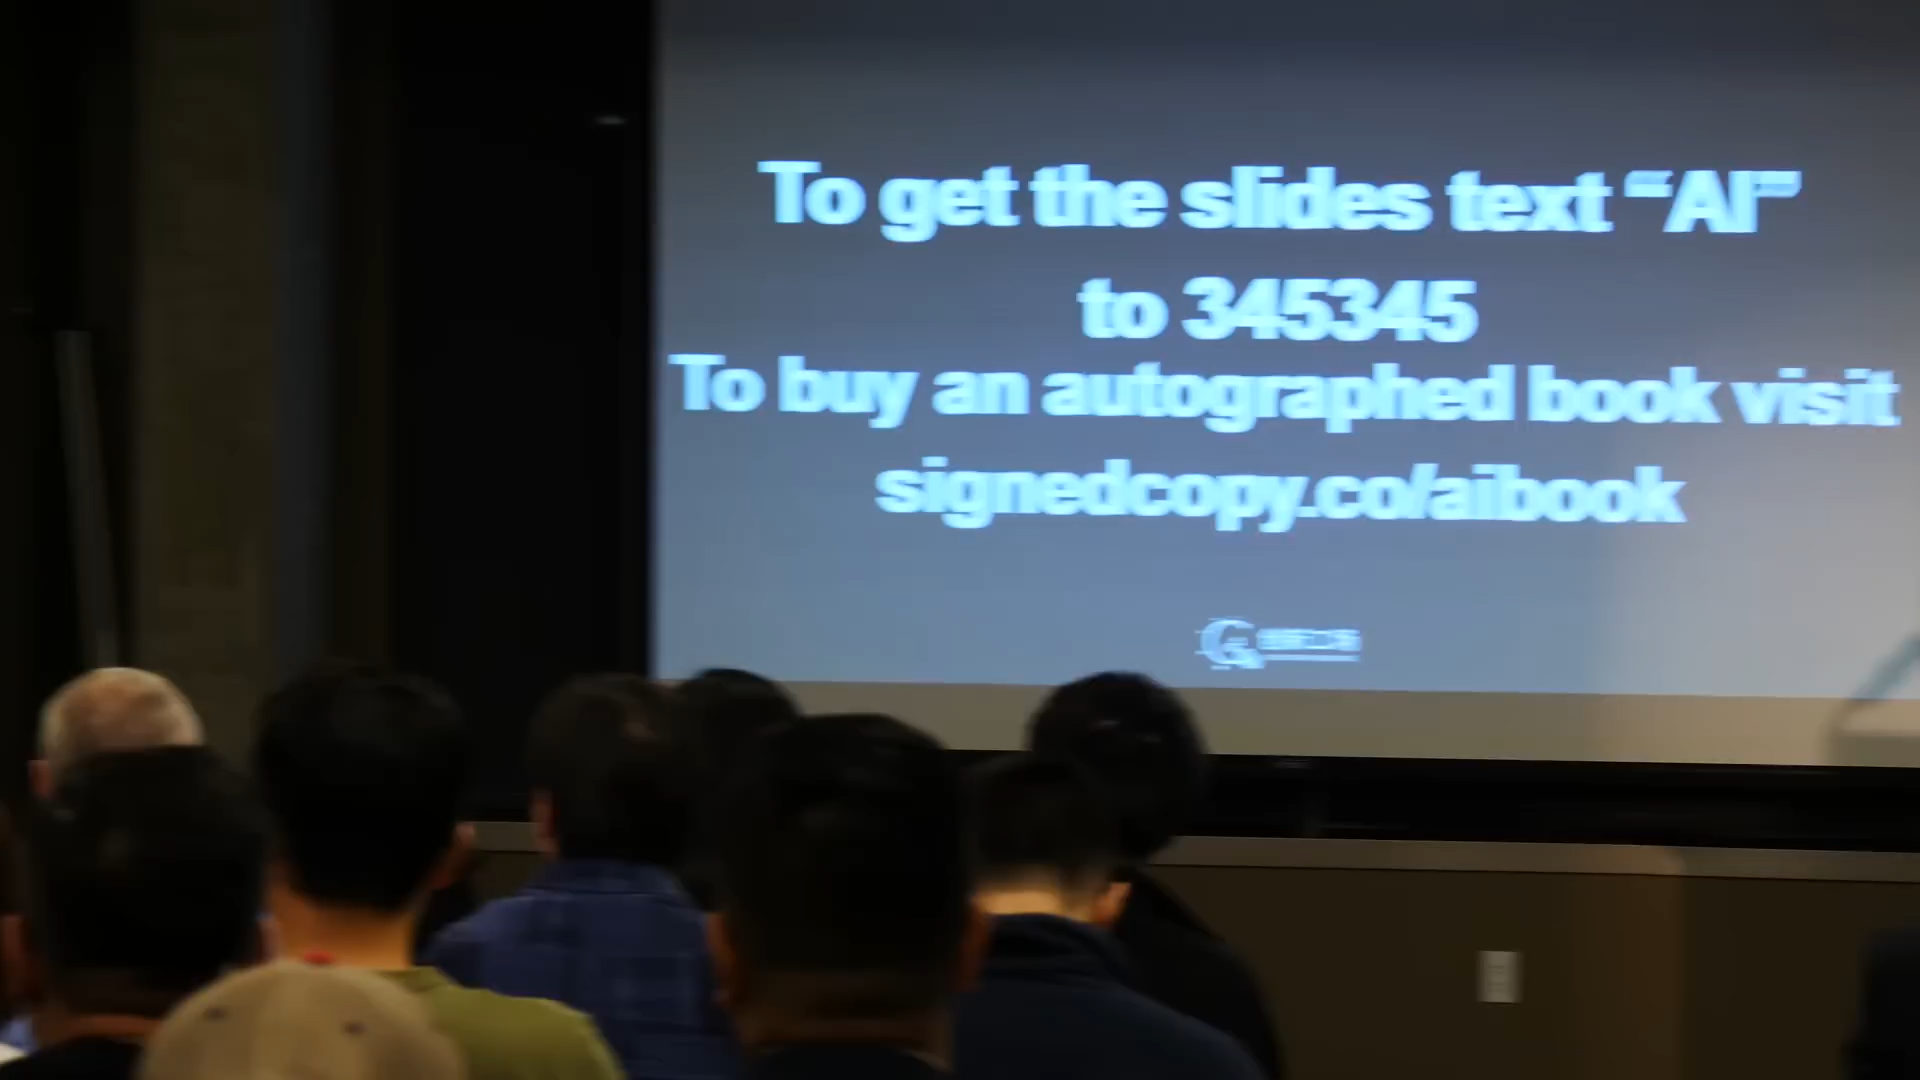 To get the slides text “AI”
to 345345
To buy an autographed book visit
signedcopy.co/aibook